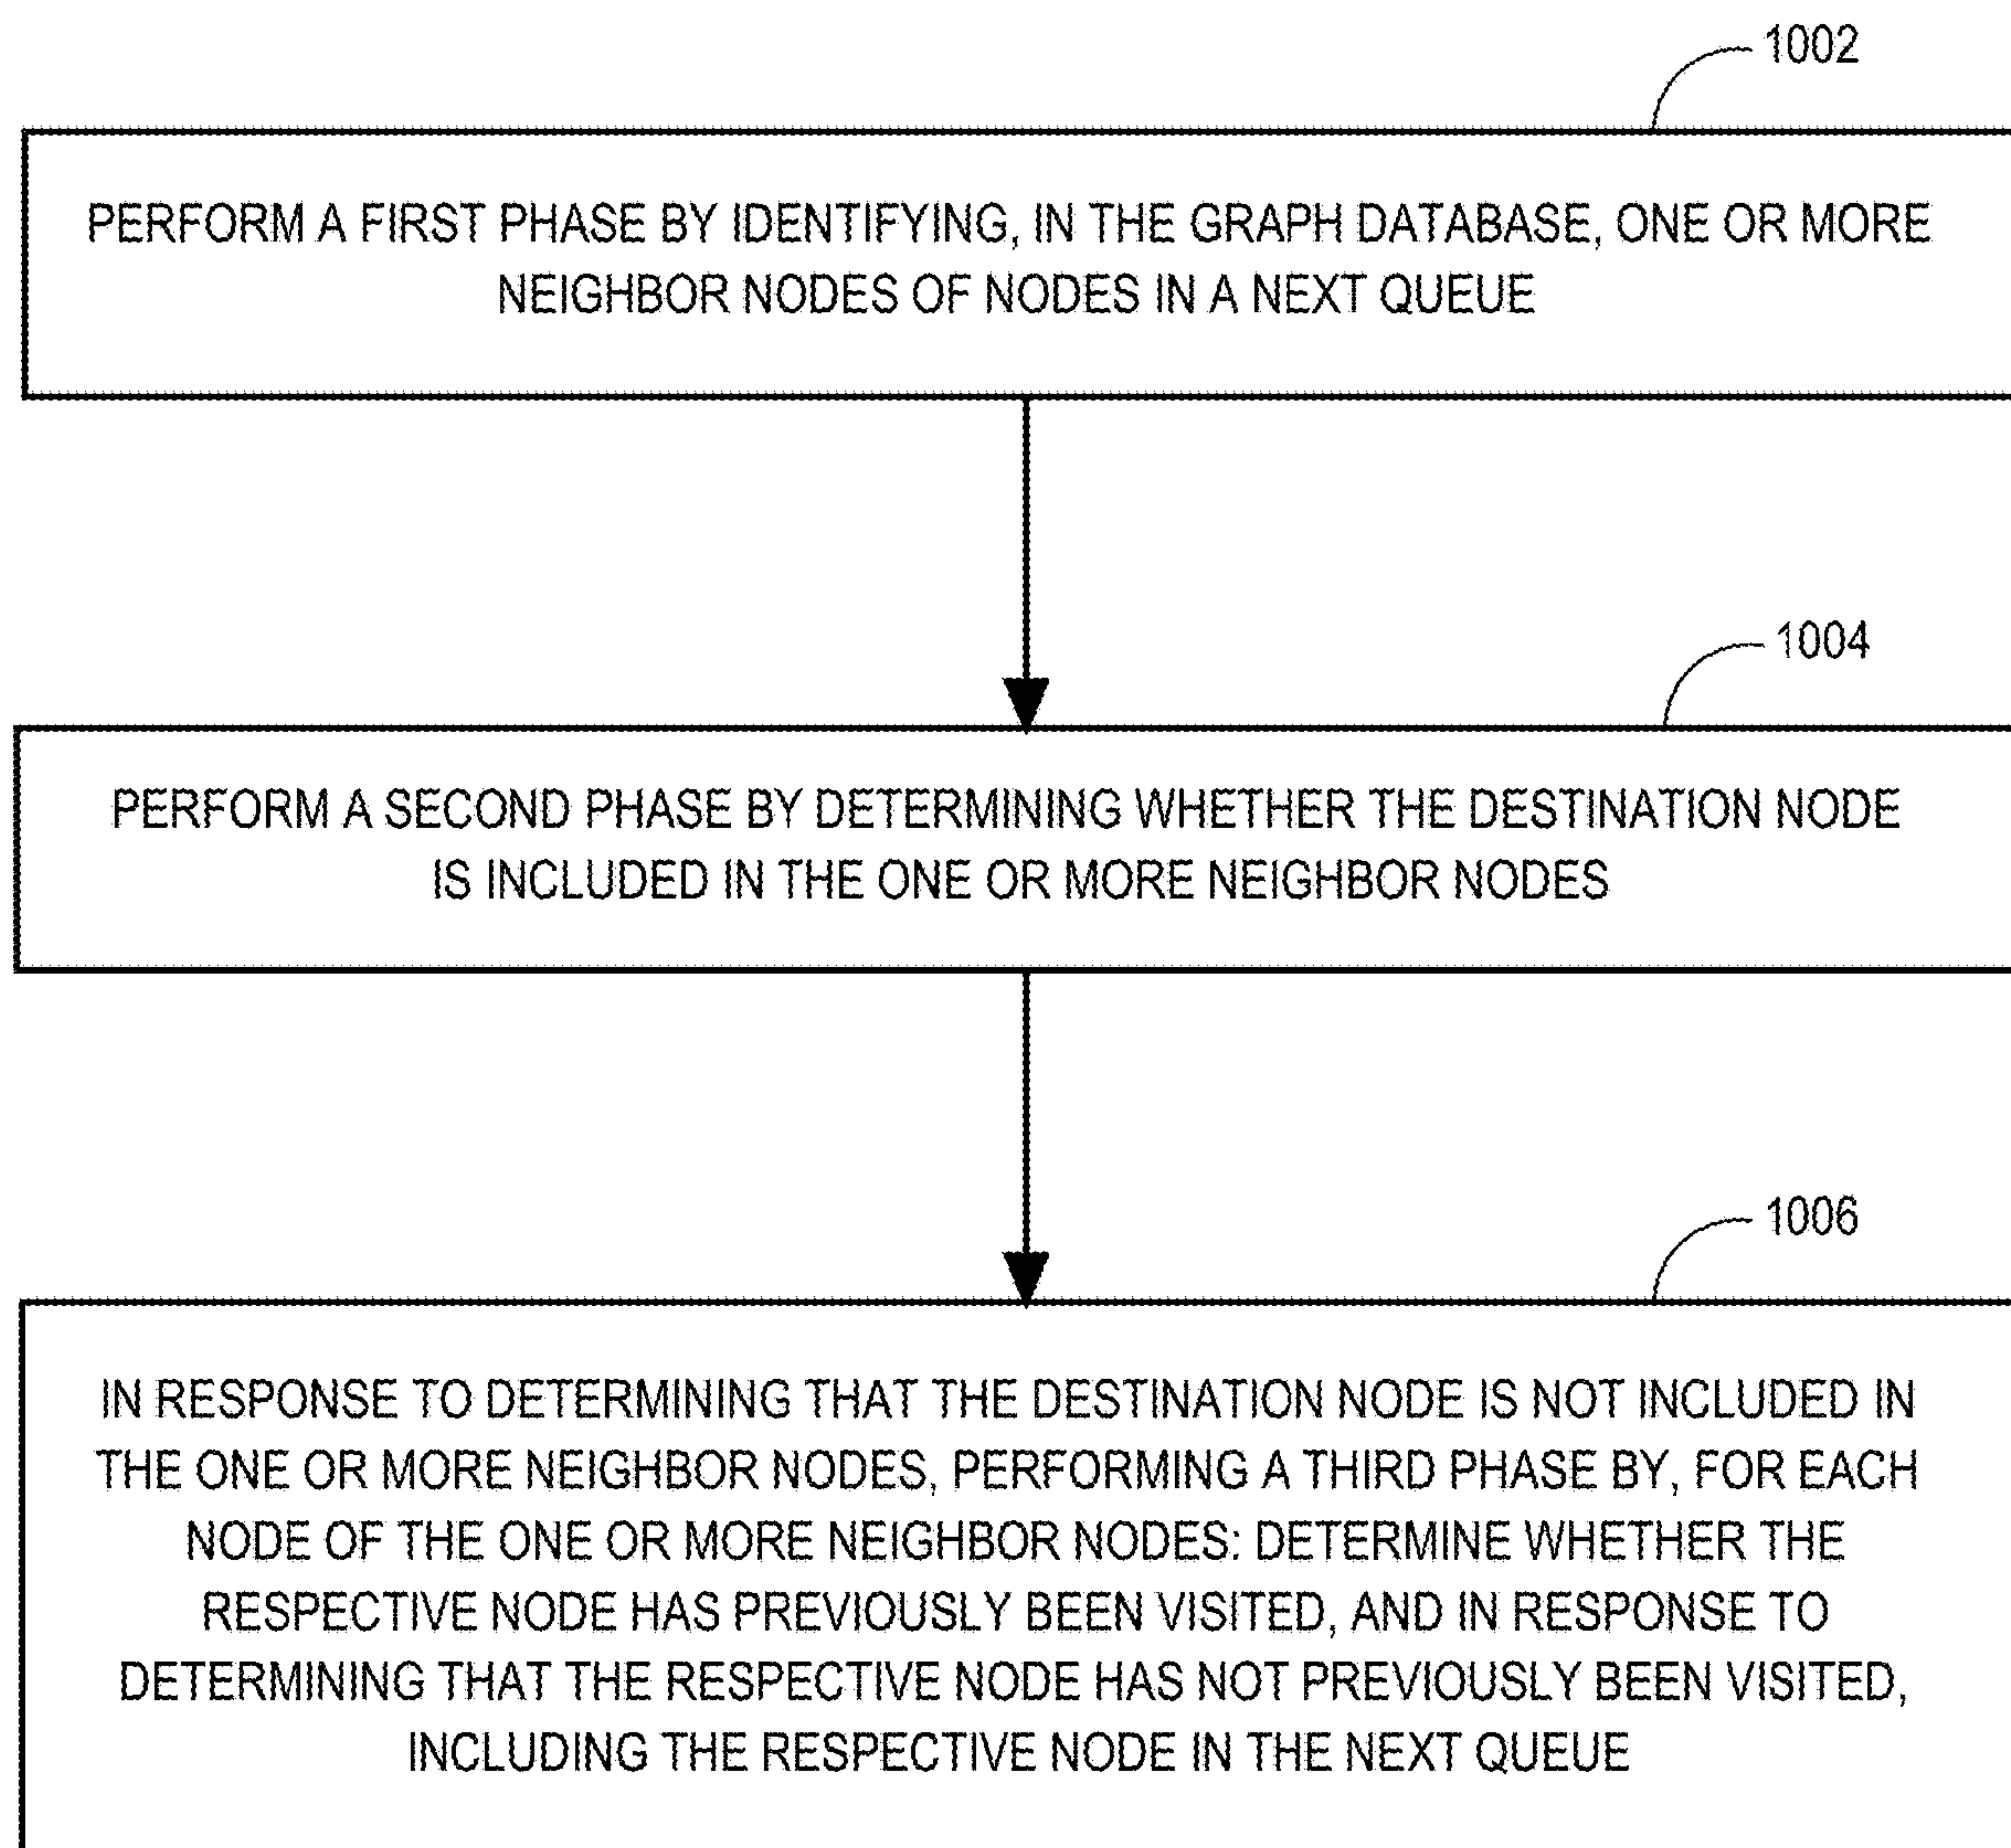 1002
PERFORM A FIRST PHASE BY IDENTIFYING, IN THE GRAPH DATABASE, ONE OR MORE
NEIGHBOR NODES OF NODES IN A NEXT QUEUE
1004
PERFORM A SECOND PHASE BY DETERMINING WHETHER THE DESTINATION NODE
IS INCLUDED IN THE ONE OR MORE NEIGHBOR NODES
1006
IN RESPONSE TO DETERMINING THAT THE DESTINATION NODE IS NOT INCLUDED IN
THE ONE OR MORE NEIGHBOR NODES, PERFORMING A THIRD PHASE BY, FOR EACH
NODE OF THE ONE OR MORE NEIGHBOR NODES: DETERMINE WHETHER THE
RESPECTIVE NODE HAS PREVIOUSLY BEEN VISITED, AND IN RESPONSE TO
DETERMINING THAT THE RESPECTIVE NODE HAS NOT PREVIOUSLY BEEN VISITED,
INCLUDING THE RESPECTIVE NODE IN THE NEXT QUEUE